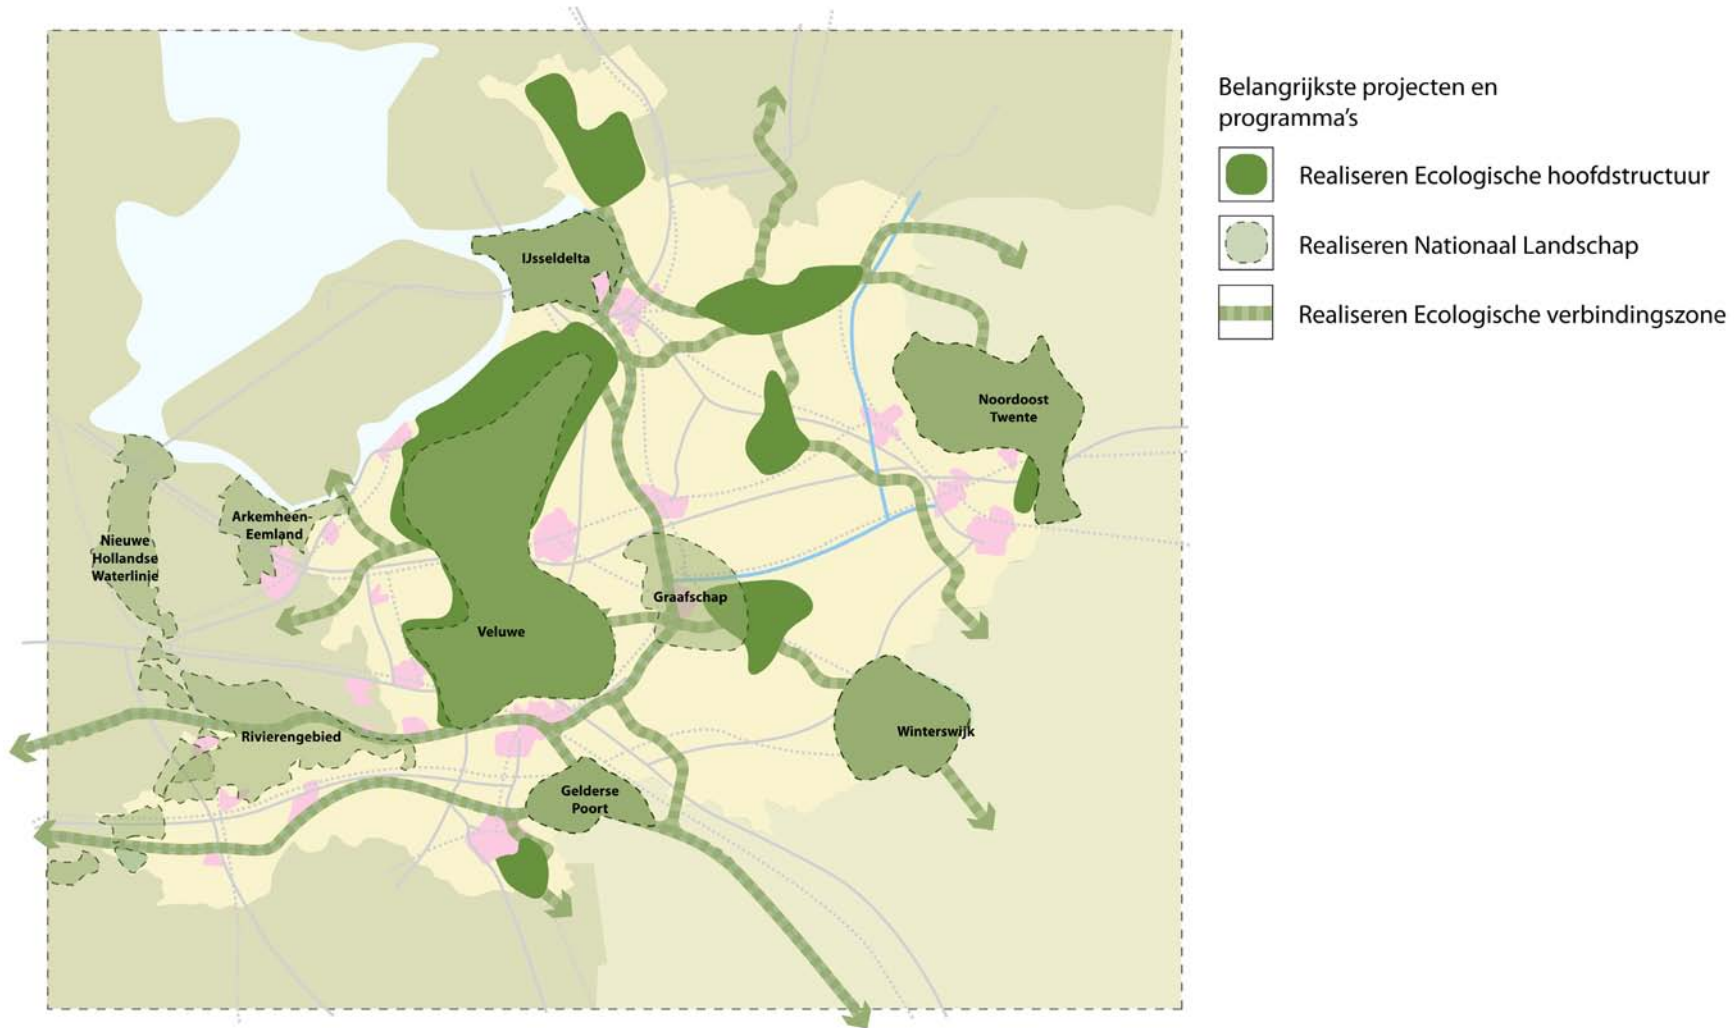 Belangrijkste projecten en
programma's
Realiseren Ecologische hoofdstructuur
Realiseren Nationaal Landschap
Realiseren Ecologische verbindingszone
IJsseldelta
Noordoost
Twente
Arkemheen-
Eemland
Nieuwe
Hollandse
Waterlinie
Graafschap
Veluwe
Rivierengebied
Winterswijk
Gelderse
Poort